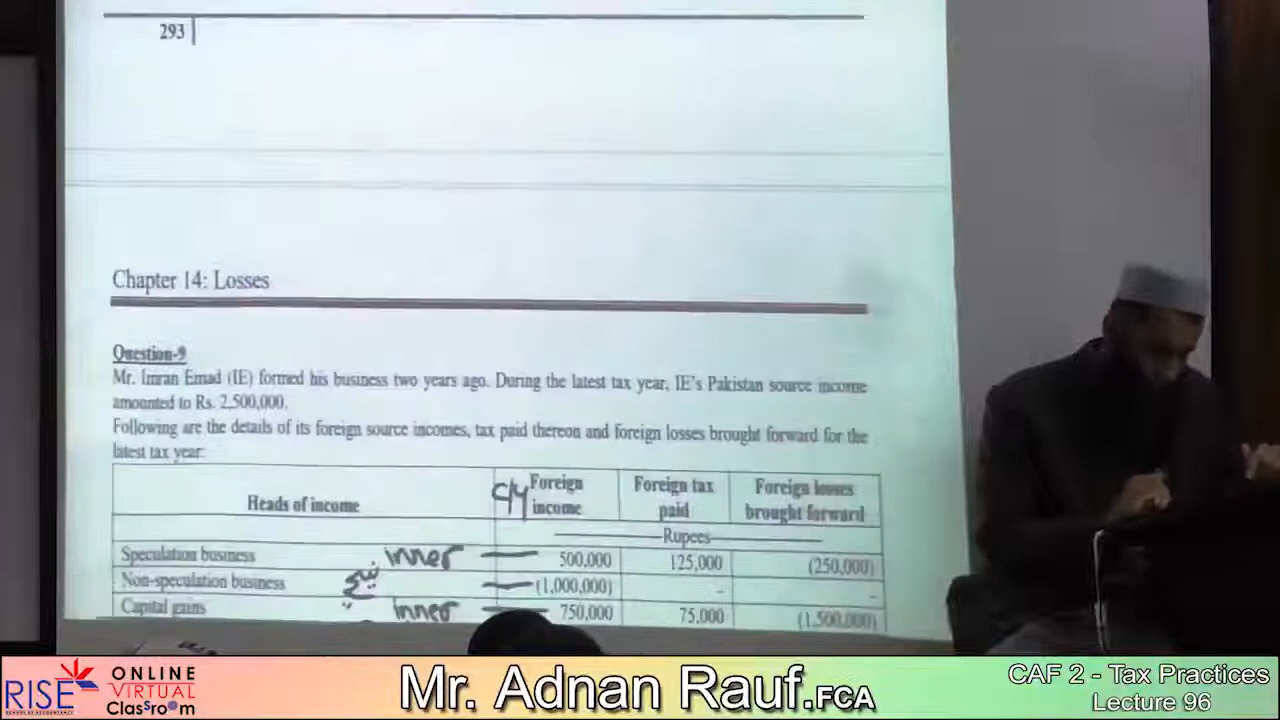 293
Chapter 14: Losses
Question-9
Mr. Imran Emad (IE) formed his business two years ago. During the latest tax year, IE's Pakistan source income
amounted to Rs. 2,500,000.
Following are the details of its foreign source incomes, tax paid thereon and foreign losses brought forward for the
latest tax year:
Heads of income C/y Foreign income Foreign tax paid Foreign losses brought forward
Rupees
Speculation business inner 500,000 125,000 (250,000)
Non-speculation business (1,000,000) - -
Capital gains inner 750,000 75,000 (1,500,000)
RISE
SCHOOL OF ACCOUNTANCY
ONLINE
VIRTUAL
Classroom
Mr. Adnan Rauf.FCA
CAF 2 - Tax Practices
Lecture 96